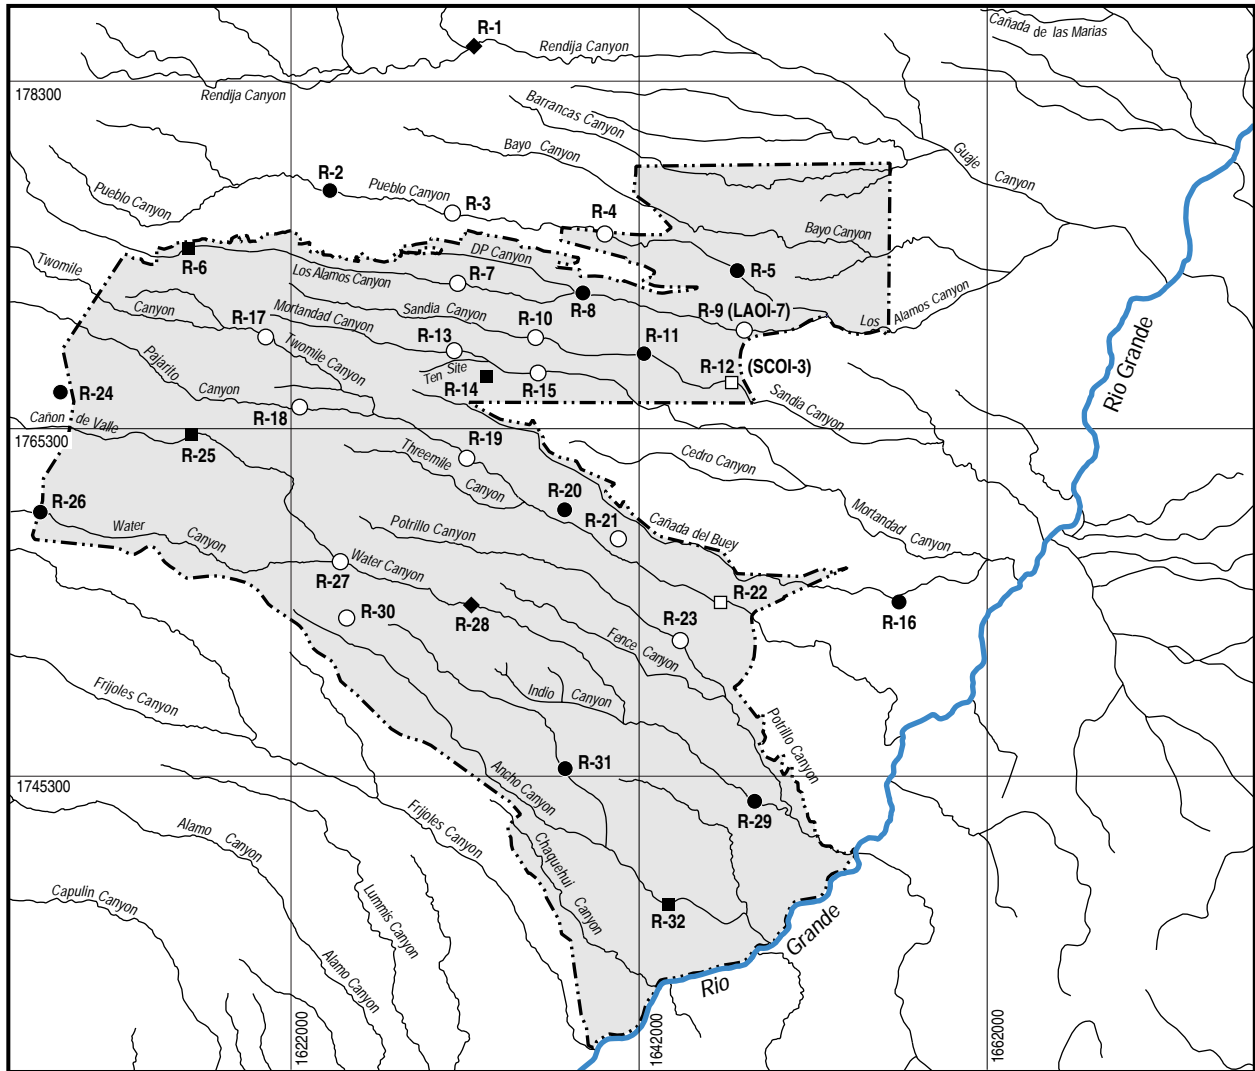 R-1
Rendija Canyon
Cañada de las Marias
178300
Rendija Canyon
Barrancas Canyon
Bayo Canyon
Guaje
Canyon
R-2
Pueblo Canyon
Pueblo Canyon
R-3
R-4
Bayo Canyon
R-6
DP Canyon
Twomile
Los Alamos Canyon
R-7
R-8
R-5
Canyon
R-17
Mortandad Canyon
Sandia Canyon
R-10
R-9 (LAOI-7)
Los
Alamos Canyon
R-13
R-11
Twomile Canyon
Pajarito
Canyon
Ten Site
R-14
R-15
R-12
(SCOI-3)
Sandia Canyon
Rio Grande
R-24
Cañon de Valle
R-18
1765300
R-25
R-19
Threemile
Canyon
Cedro Canyon
R-26
R-20
R-21
Mortandad
Canyon
Water
Canyon
Potrillo Canyon
Cañada del Buey
R-27
Water Canyon
R-22
R-16
R-30
R-28
R-23
Fence Canyon
Frijoles Canyon
Indio
Canyon
Potrillo Canyon
R-31
1745300
Ancho Canyon
R-29
Frijoles Canyon
Alamo
Canyon
Chaquehui
Canyon
Capulin Canyon
Lummis Canyon
R-32
Alamo Canyon
Rio
Grande
1622000
1642000
1662000